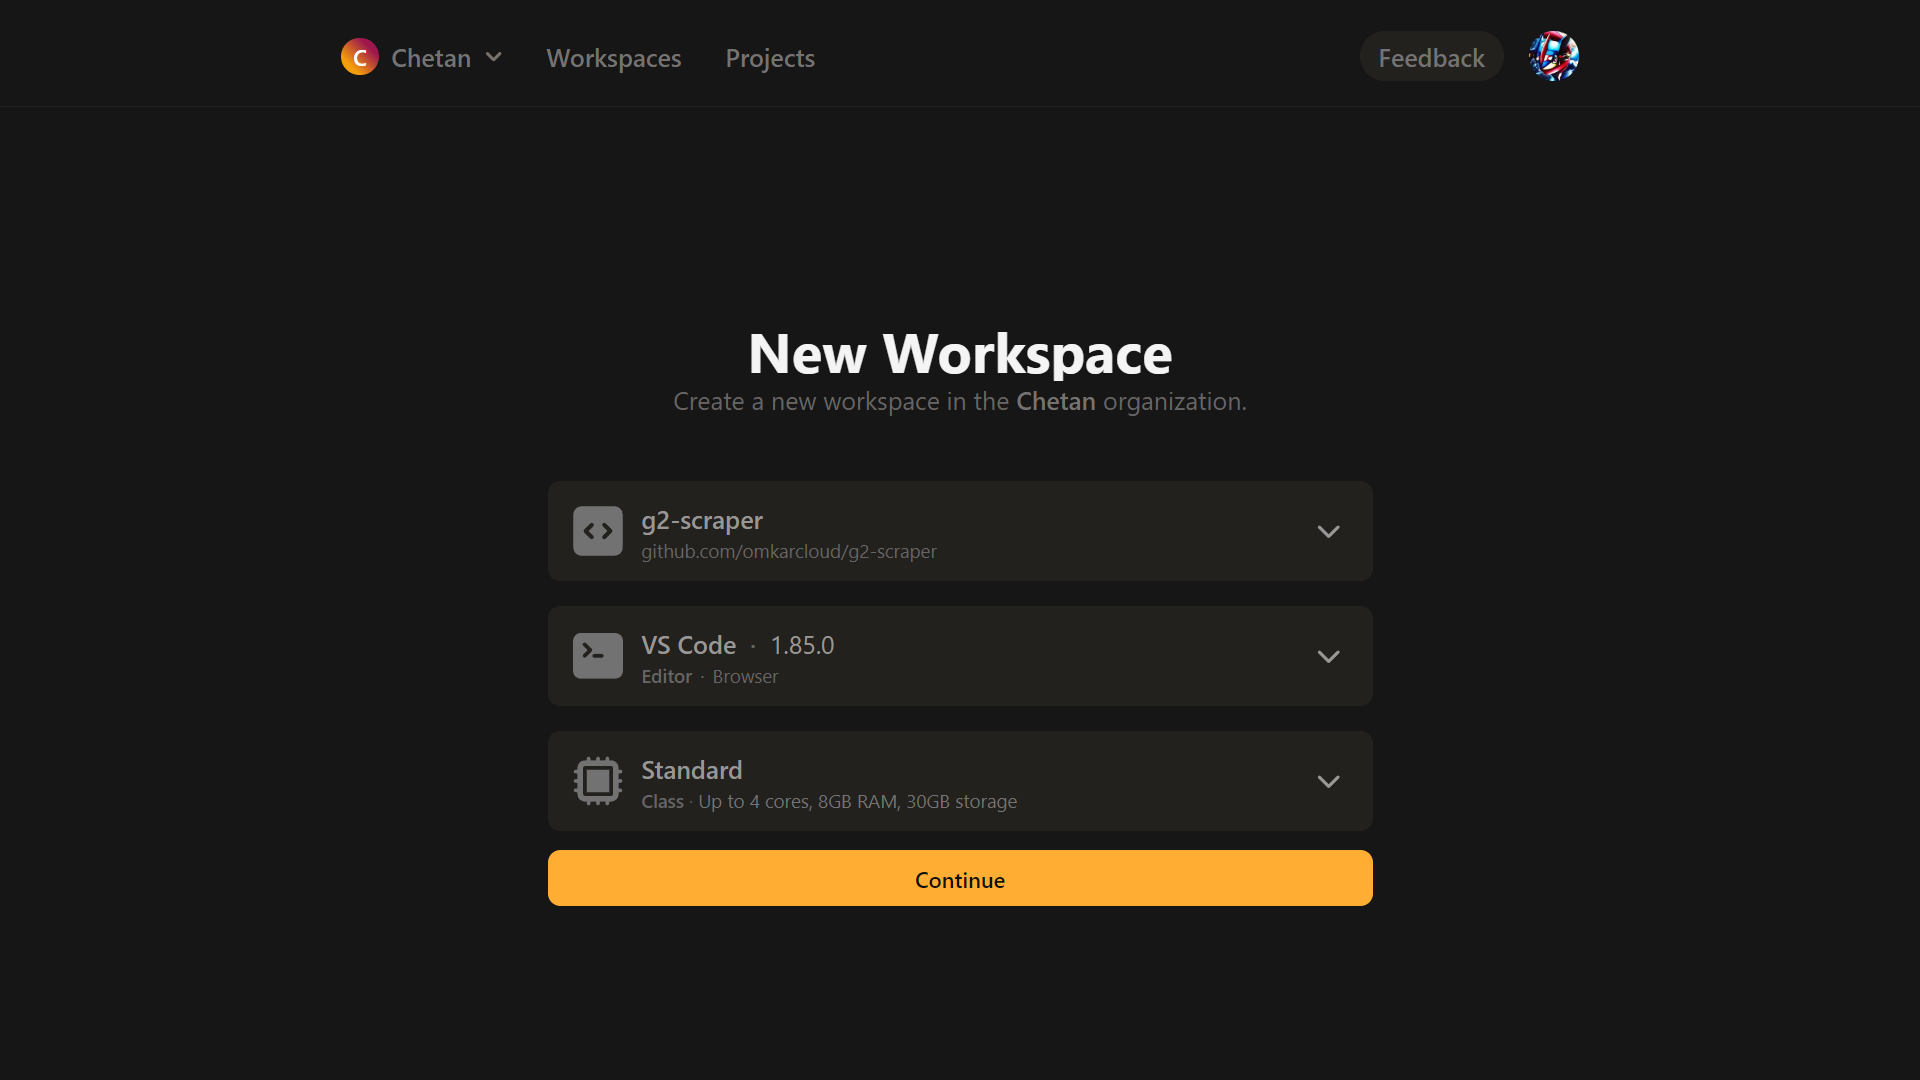 C Chetan Workspaces Projects Feedback
New Workspace
Create a new workspace in the Chetan organization.
g2-scraper
github.com/omkarcloud/g2-scraper
VS Code · 1.85.0
Editor · Browser
Standard
Class · Up to 4 cores, 8GB RAM, 30GB storage
Continue